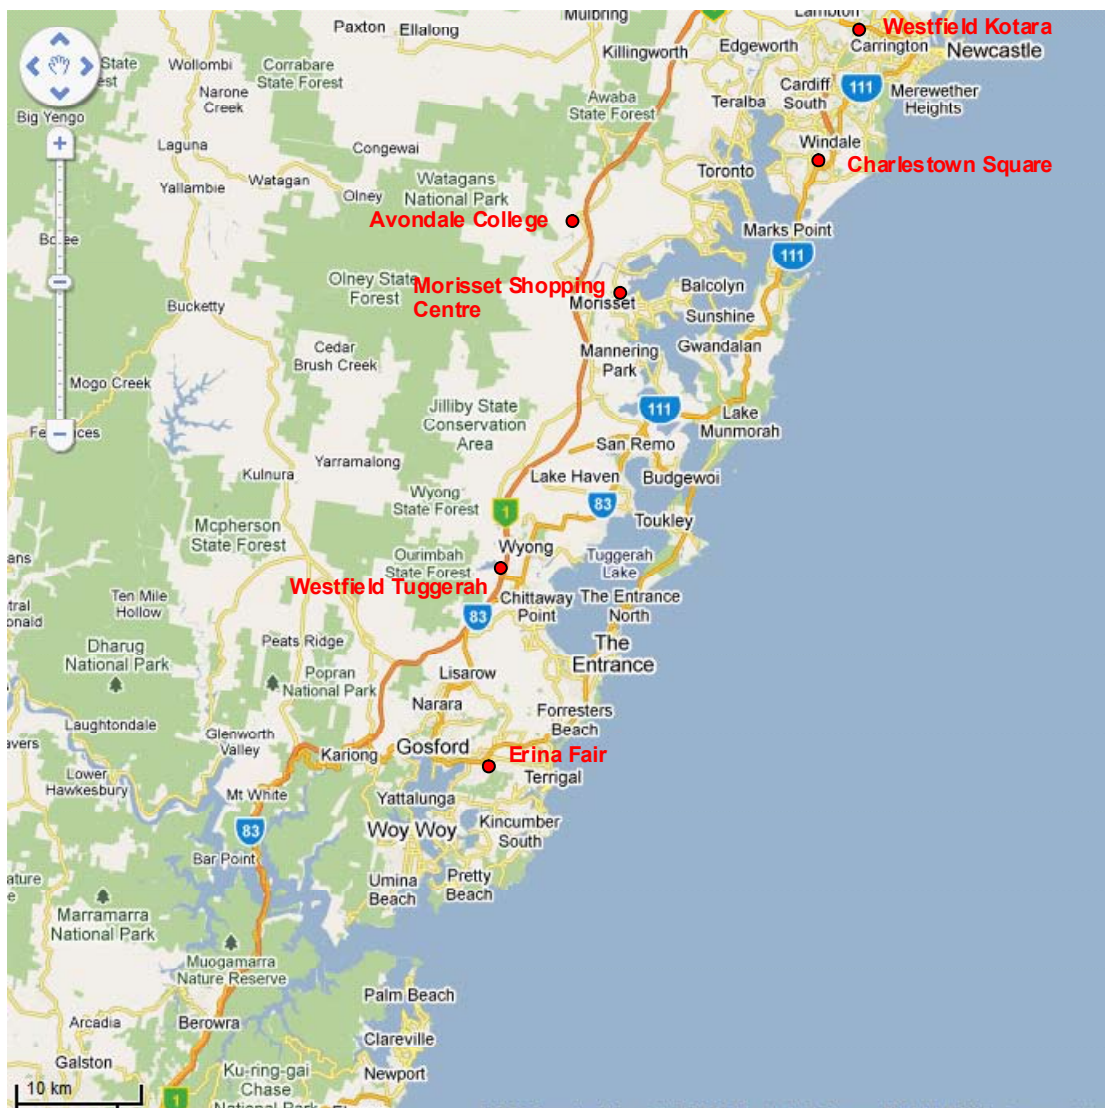 Paxton
Ellalong
Mulbring
Lambton
Westfield Kotara
Killingworth
Edgeworth
Carrington
Newcastle
State
est
Wollombi
Corrabare
State Forest
Cardiff
South
111
Merewether
Heights
Narone
Creek
Awaba
State Forest
Teralba
Big Yengo
Laguna
Congewai
Windale
Charlestown Square
Yallambie
Watagan
Olney
Watagans
National Park
Toronto
Avondale College
Marks Point
111
Olney State
Forest
Morisset Shopping
Centre
Morisset
Balcolyn
Sunshine
Bucketty
Cedar
Brush Creek
Mannering
Park
Gwandalan
Mogo Creek
Jilliby State
Conservation
Area
111
Lake
Munmorah
San Remo
Kulnura
Yarramalong
Lake Haven
Budgewoi
Wyong
State Forest
1
83
Toukley
Mcpherson
State Forest
ans
Ourimbah
State Forest
Wyong
Tuggerah
Lake
Westfield Tuggerah
Ten Mile
Hollow
tral
onald
83
Chittaway
Point
The Entrance
North
Dharug
National Park
Peats Ridge
The
Entrance
Popran
National Park
Lisarow
Narara
Forresters
Beach
Laughtondale
avers
Glenworth
Valley
Kariong
Gosford
Erina Fair
Terrigal
Lower
Hawkesbury
Mt White
Yattalunga
83
Woy Woy
Kincumber
South
Bar Point
ature
e
Umina
Beach
Pretty
Beach
Marramarra
National Park
Muogamarra
Nature Reserve
Palm Beach
Arcadia
Berowra
Clareville
Galston
Ku-ring-gai
Chase
National Park
Newport
10 km
1